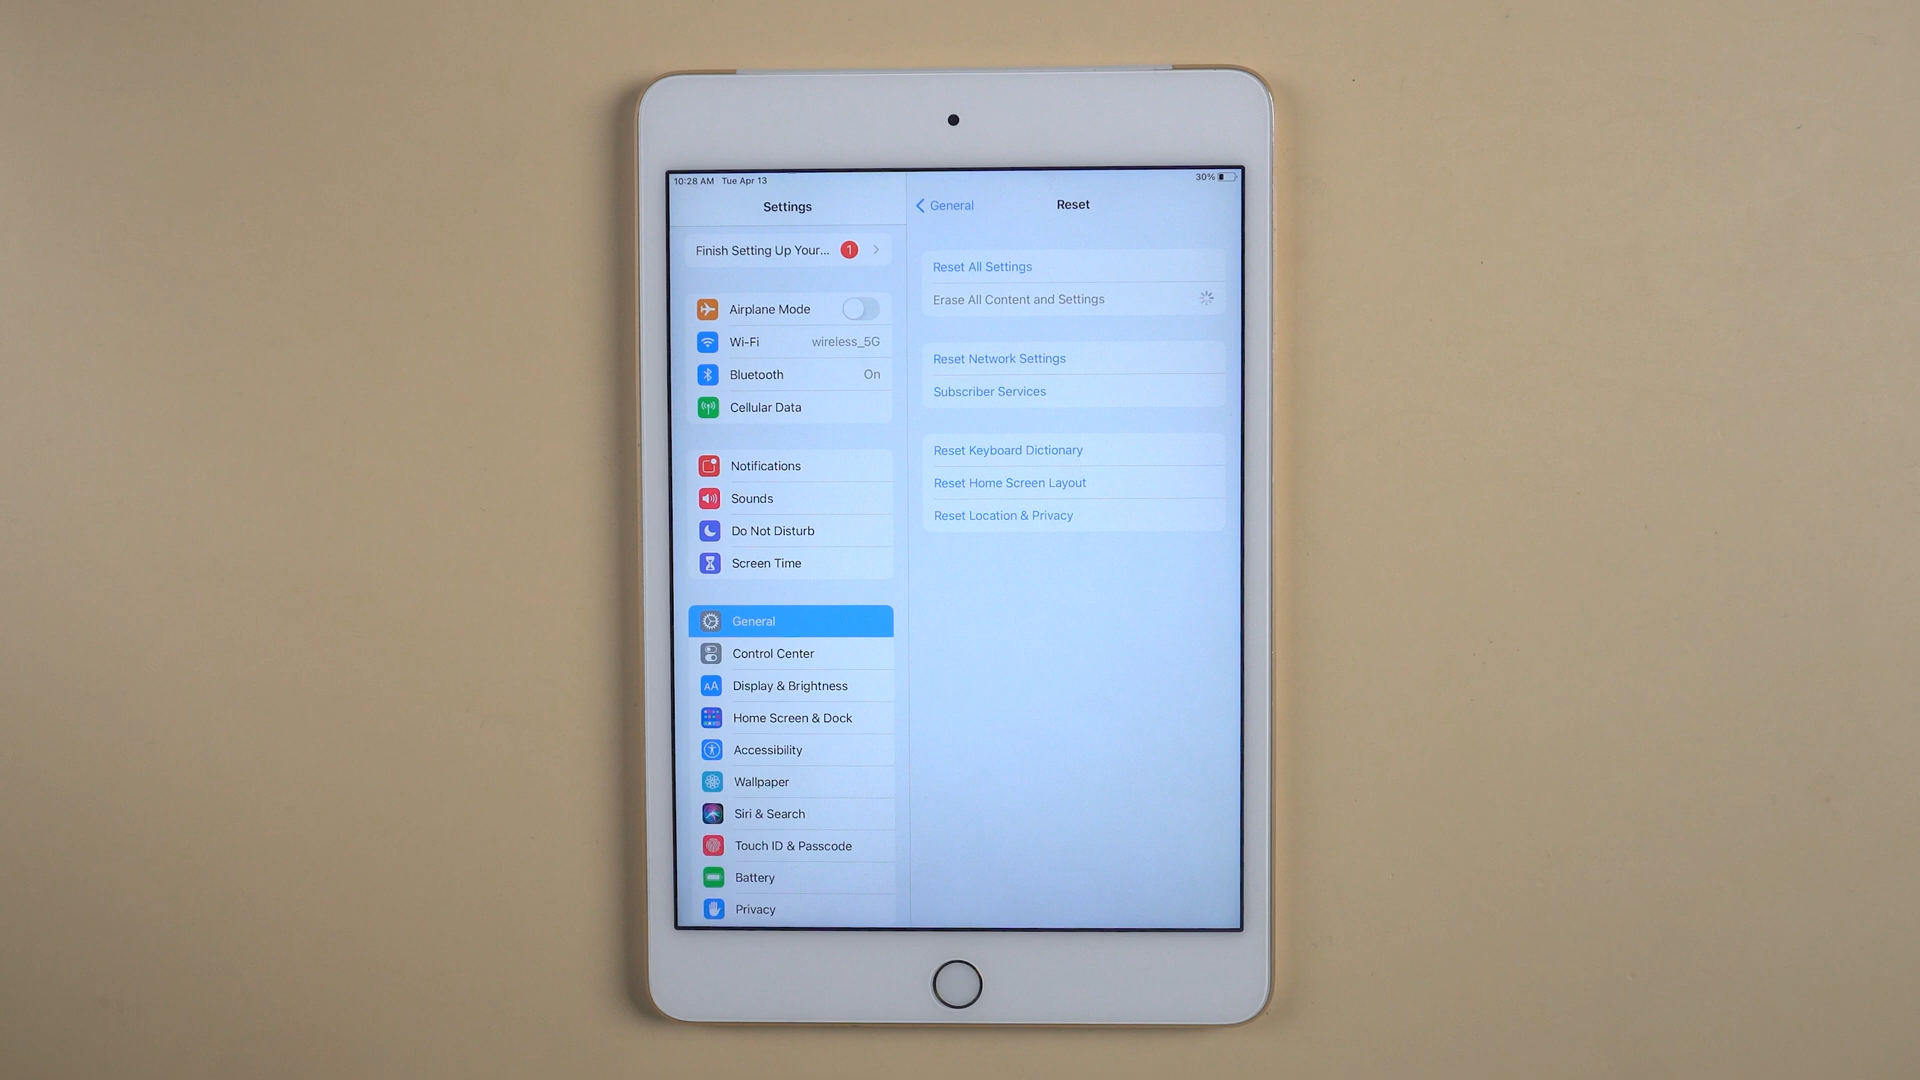 10:28 AM Tue Apr 13
30%
Settings
Finish Setting Up Your... 1
Airplane Mode
Wi-Fi wireless_5G
Bluetooth On
Cellular Data
Notifications
Sounds
Do Not Disturb
Screen Time
General
Control Center
AA Display & Brightness
Home Screen & Dock
Accessibility
Wallpaper
Siri & Search
Touch ID & Passcode
Battery
Privacy
General
Reset
Reset All Settings
Erase All Content and Settings
Reset Network Settings
Subscriber Services
Reset Keyboard Dictionary
Reset Home Screen Layout
Reset Location & Privacy